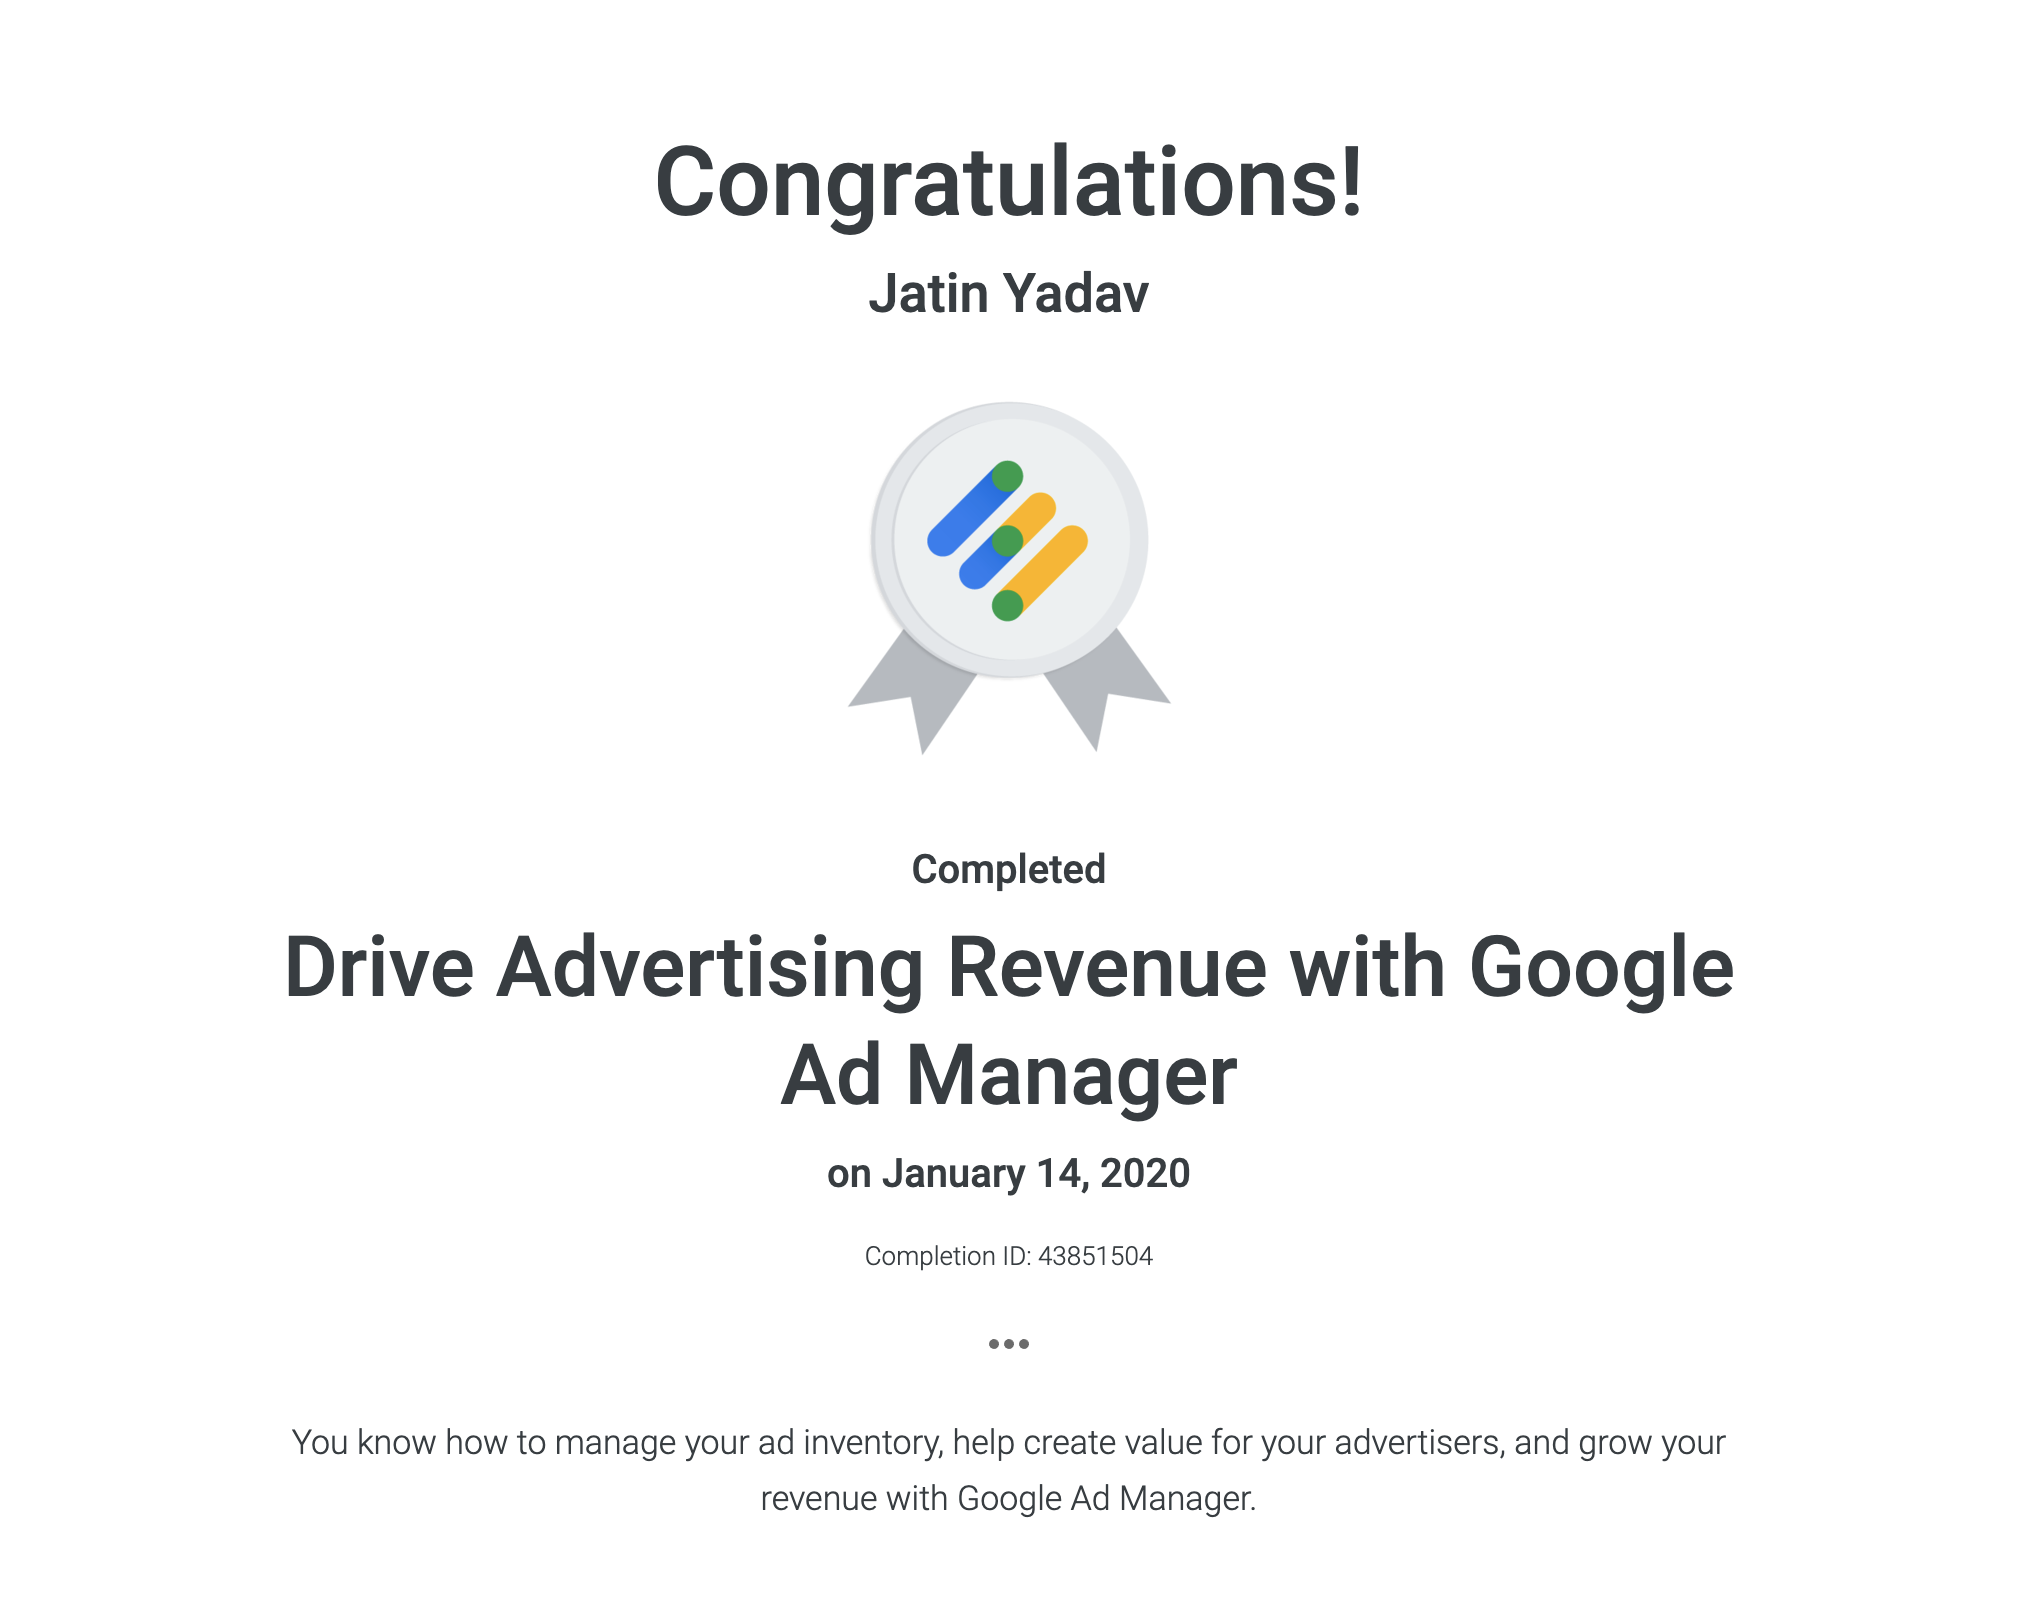 Congratulations!
Jatin Yadav
Completed
Drive Advertising Revenue with Google
Ad Manager
on January 14, 2020
Completion ID: 43851504
•••
You know how to manage your ad inventory, help create value for your advertisers, and grow your
revenue with Google Ad Manager.